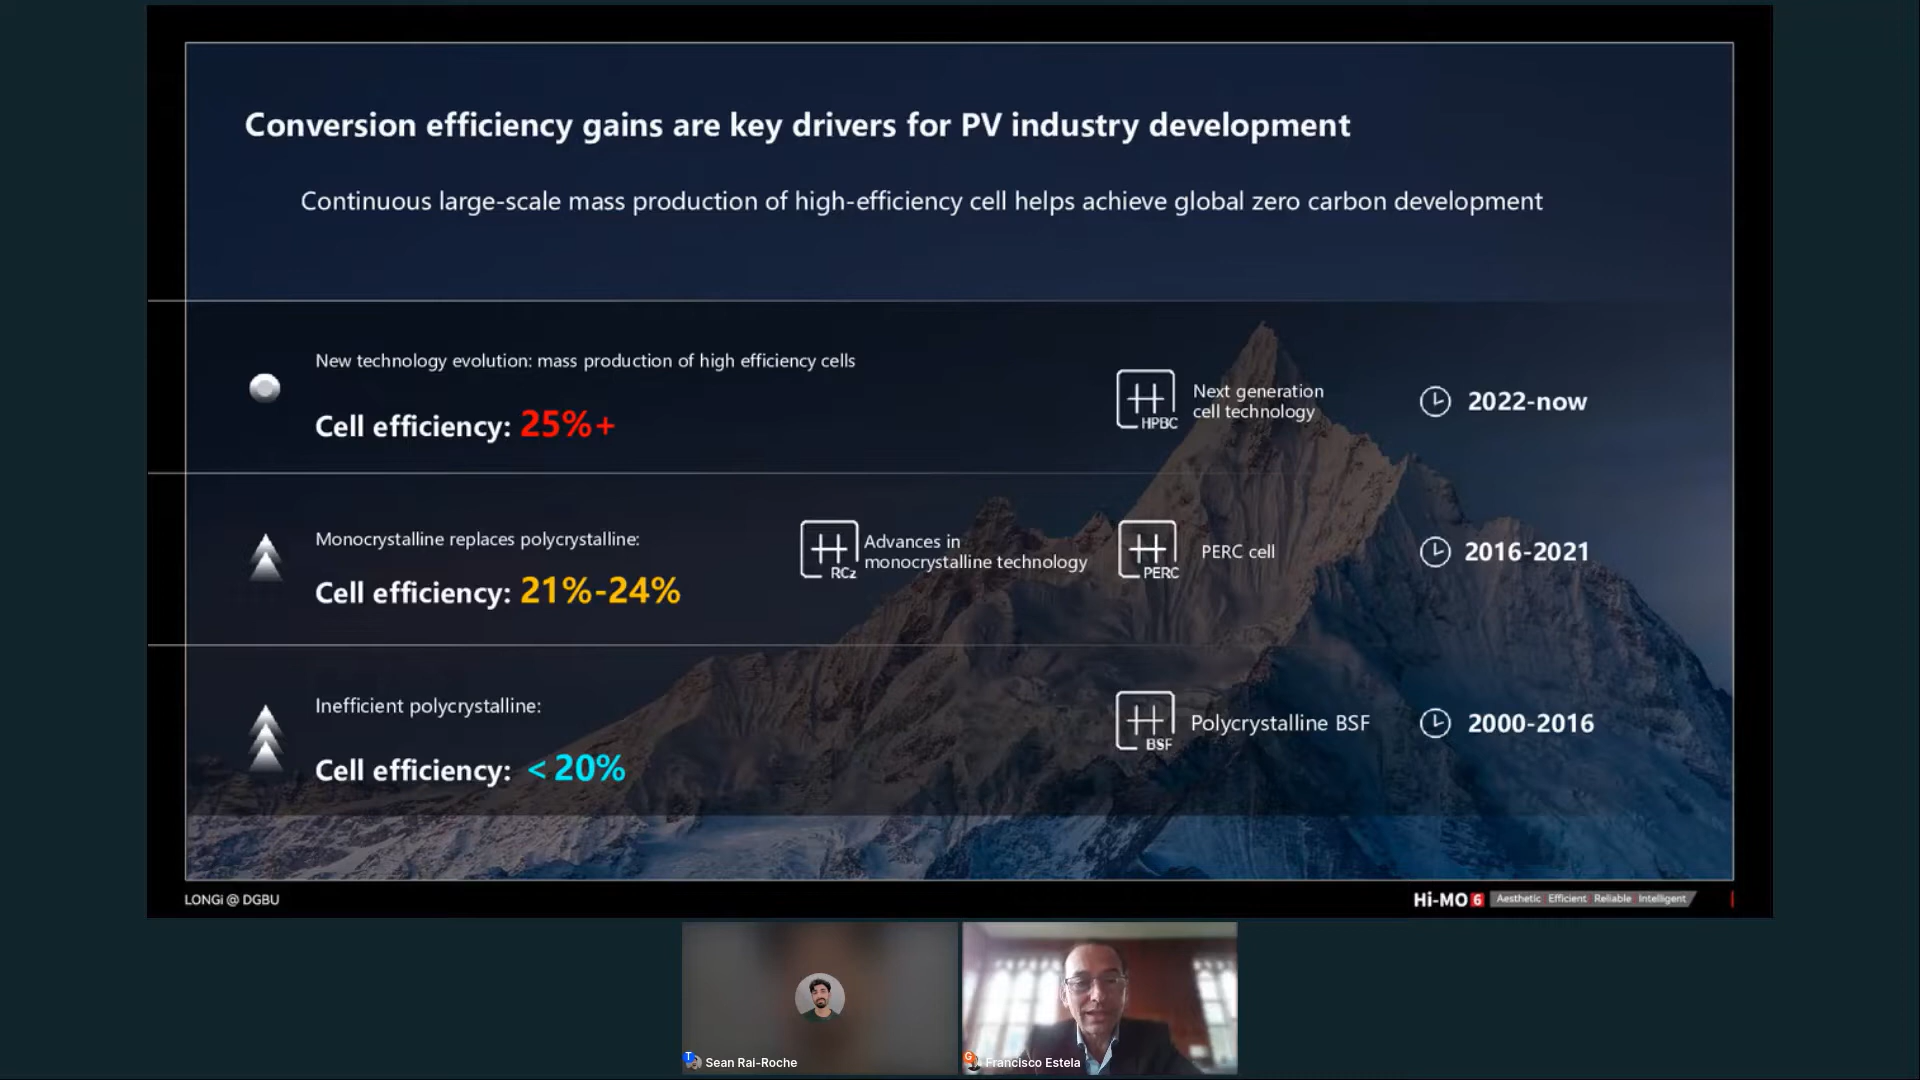 Conversion efficiency gains are key drivers for PV industry development
Continuous large-scale mass production of high-efficiency cell helps achieve global zero carbon development
New technology evolution: mass production of high efficiency cells
Cell efficiency: 25%+
HPBC
Next generation
cell technology
2022-now
Monocrystalline replaces polycrystalline:
Cell efficiency: 21%-24%
RCz
Advances in
monocrystalline technology
PERC
PERC cell
2016-2021
Inefficient polycrystalline:
Cell efficiency: <20%
BSF
Polycrystalline BSF
2000-2016
LONGi @ DGBU
Hi-MO 6 Aesthetic Efficient Reliable Intelligent
T
Sean Rai-Roche
G
Francisco Estela